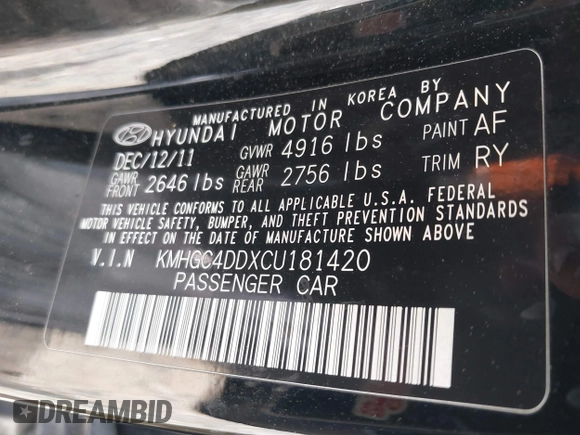 MANUFACTURED IN KOREA BY
HYUNDAI MOTOR COMPANY
DEC/12/11 GVWR 4916 lbs PAINT AF
GAWR FRONT 2646 lbs GAWR REAR 2756 lbs TRIM RY
THIS VEHICLE CONFORMS TO ALL APPLICABLE U.S.A. FEDERAL
MOTOR VEHICLE SAFETY, BUMPER, AND THEFT PREVENTION STANDARDS
IN EFFECT ON THE DATE OF MANUFACTURE SHOWN ABOVE.
V.I.N KMHGC4DDXCU181420
PASSENGER CAR
DREAMBID